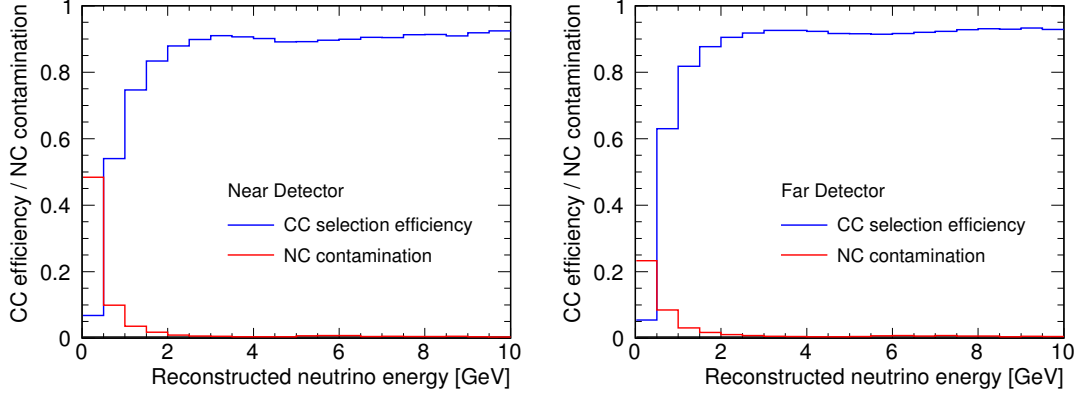 CC efficiency / NC contamination
1
0.8
0.6
0.4
0.2
0
Near Detector
CC selection efficiency
NC contamination
0 2 4 6 8 10
Reconstructed neutrino energy [GeV]
CC efficiency / NC contamination
1
0.8
0.6
0.4
0.2
0
Far Detector
CC selection efficiency
NC contamination
0 2 4 6 8 10
Reconstructed neutrino energy [GeV]